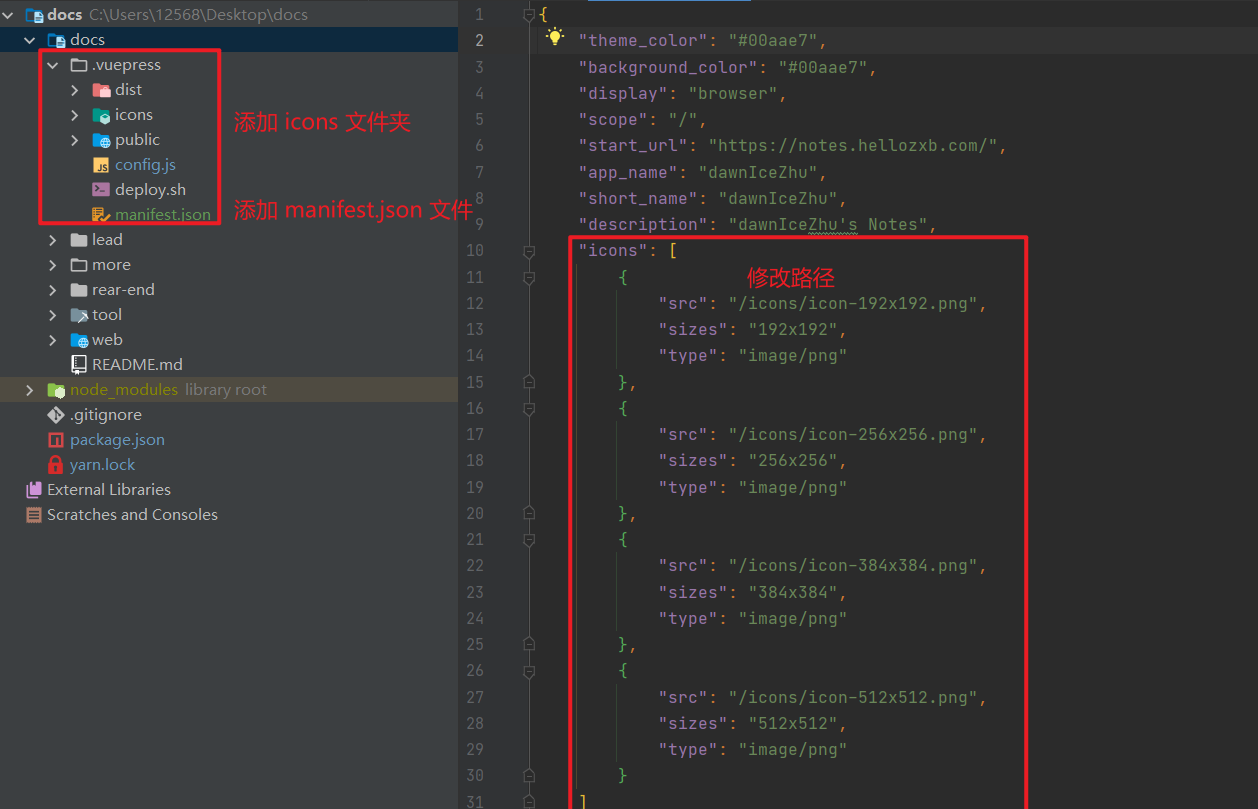 docs C:\Users\12568\Desktop\docs
docs
.vuepress
dist
icons
添加 icons 文件夹
public
config.js
deploy.sh
添加 manifest.json 文件
manifest.json
lead
more
rear-end
tool
web
README.md
node_modules library root
.gitignore
package.json
yarn.lock
External Libraries
Scratches and Consoles
1 {
2 "theme_color": "#00aae7",
3 "background_color": "#00aae7",
4 "display": "browser",
5 "scope": "/",
6 "start_url": "https://notes.hellozxb.com/",
7 "app_name": "dawnIceZhu",
8 "short_name": "dawnIceZhu",
9 "description": "dawnIceZhu's Notes",
10 "icons": [
11 {
修改路径
12 "src": "/icons/icon-192x192.png",
13 "sizes": "192x192",
14 "type": "image/png"
15 },
16 {
17 "src": "/icons/icon-256x256.png",
18 "sizes": "256x256",
19 "type": "image/png"
20 },
21 {
22 "src": "/icons/icon-384x384.png",
23 "sizes": "384x384",
24 "type": "image/png"
25 },
26 {
27 "src": "/icons/icon-512x512.png",
28 "sizes": "512x512",
29 "type": "image/png"
30 }
31 ]